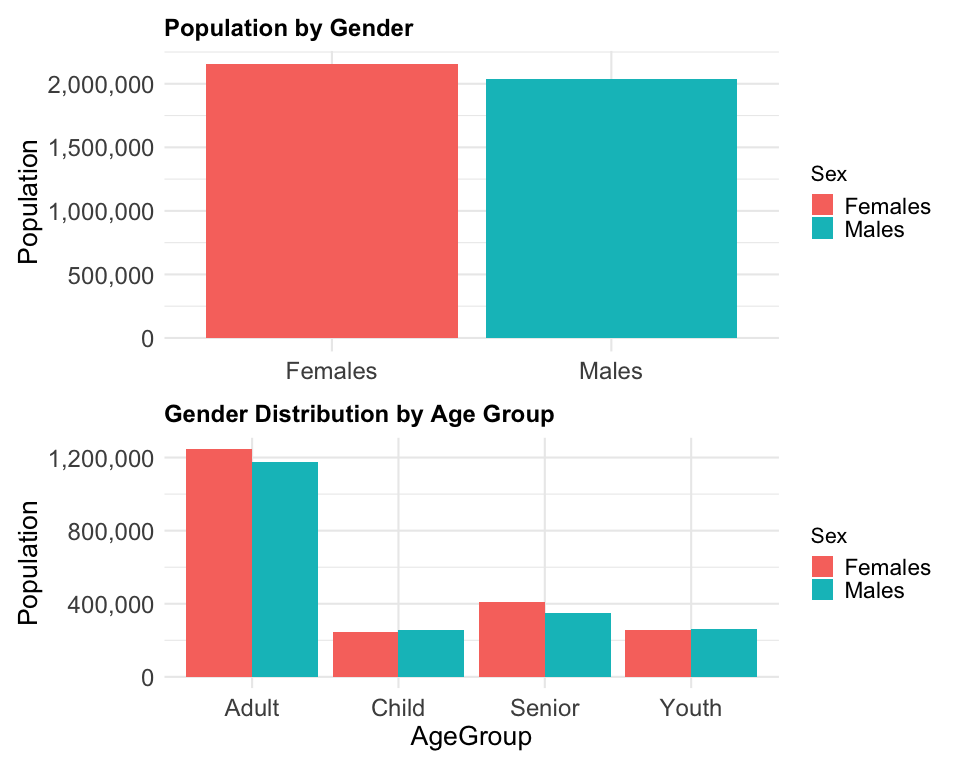 Population by Gender
Population
2,000,000
1,500,000
1,000,000
500,000
0
Females
Males
Sex
Females
Males
Gender Distribution by Age Group
Population
1,200,000
800,000
400,000
0
Adult
Child
Senior
Youth
AgeGroup
Sex
Females
Males